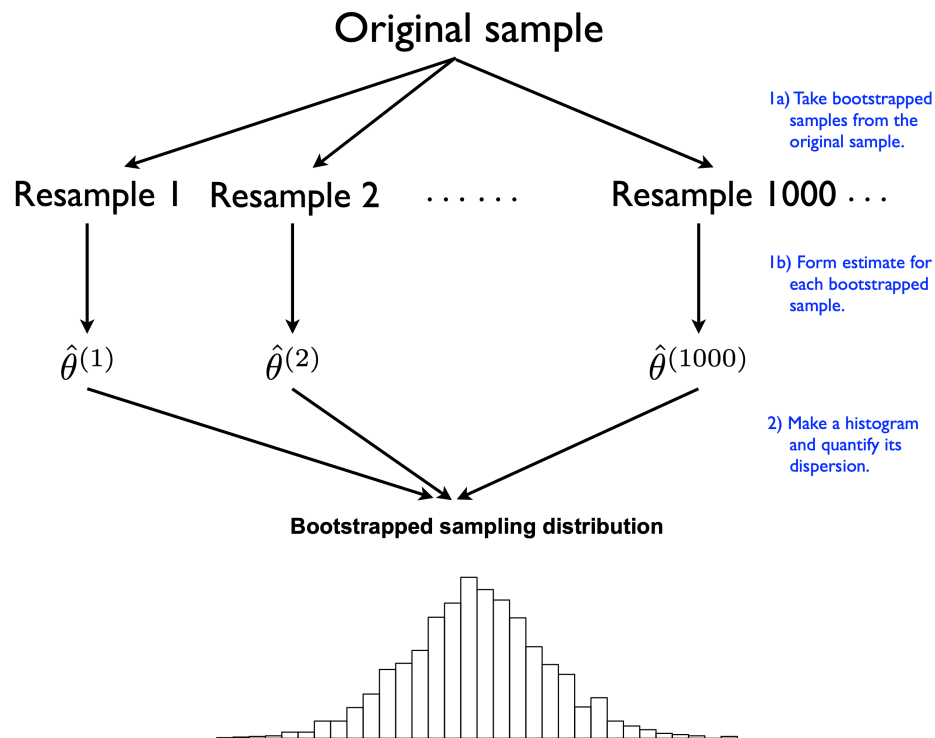 Original sample
1a) Take bootstrapped
samples from the
original sample.
Resample 1 Resample 2 ...... Resample 1000 ...
1b) Form estimate for
each bootstrapped
sample.
θ̂⁽¹⁾ θ̂⁽²⁾ θ̂⁽¹⁰⁰⁰⁾
2) Make a histogram
and quantify its
dispersion.
Bootstrapped sampling distribution